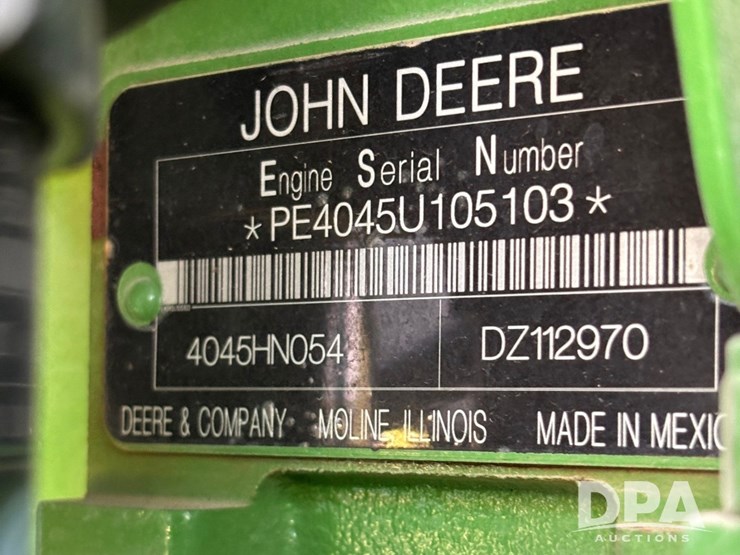 JOHN DEERE
Engine Serial Number
*PE4045U105103*
4045HN054
DZ112970
DEERE & COMPANY MOLINE, ILLINOIS MADE IN MEXIC
DPA
AUCTIONS